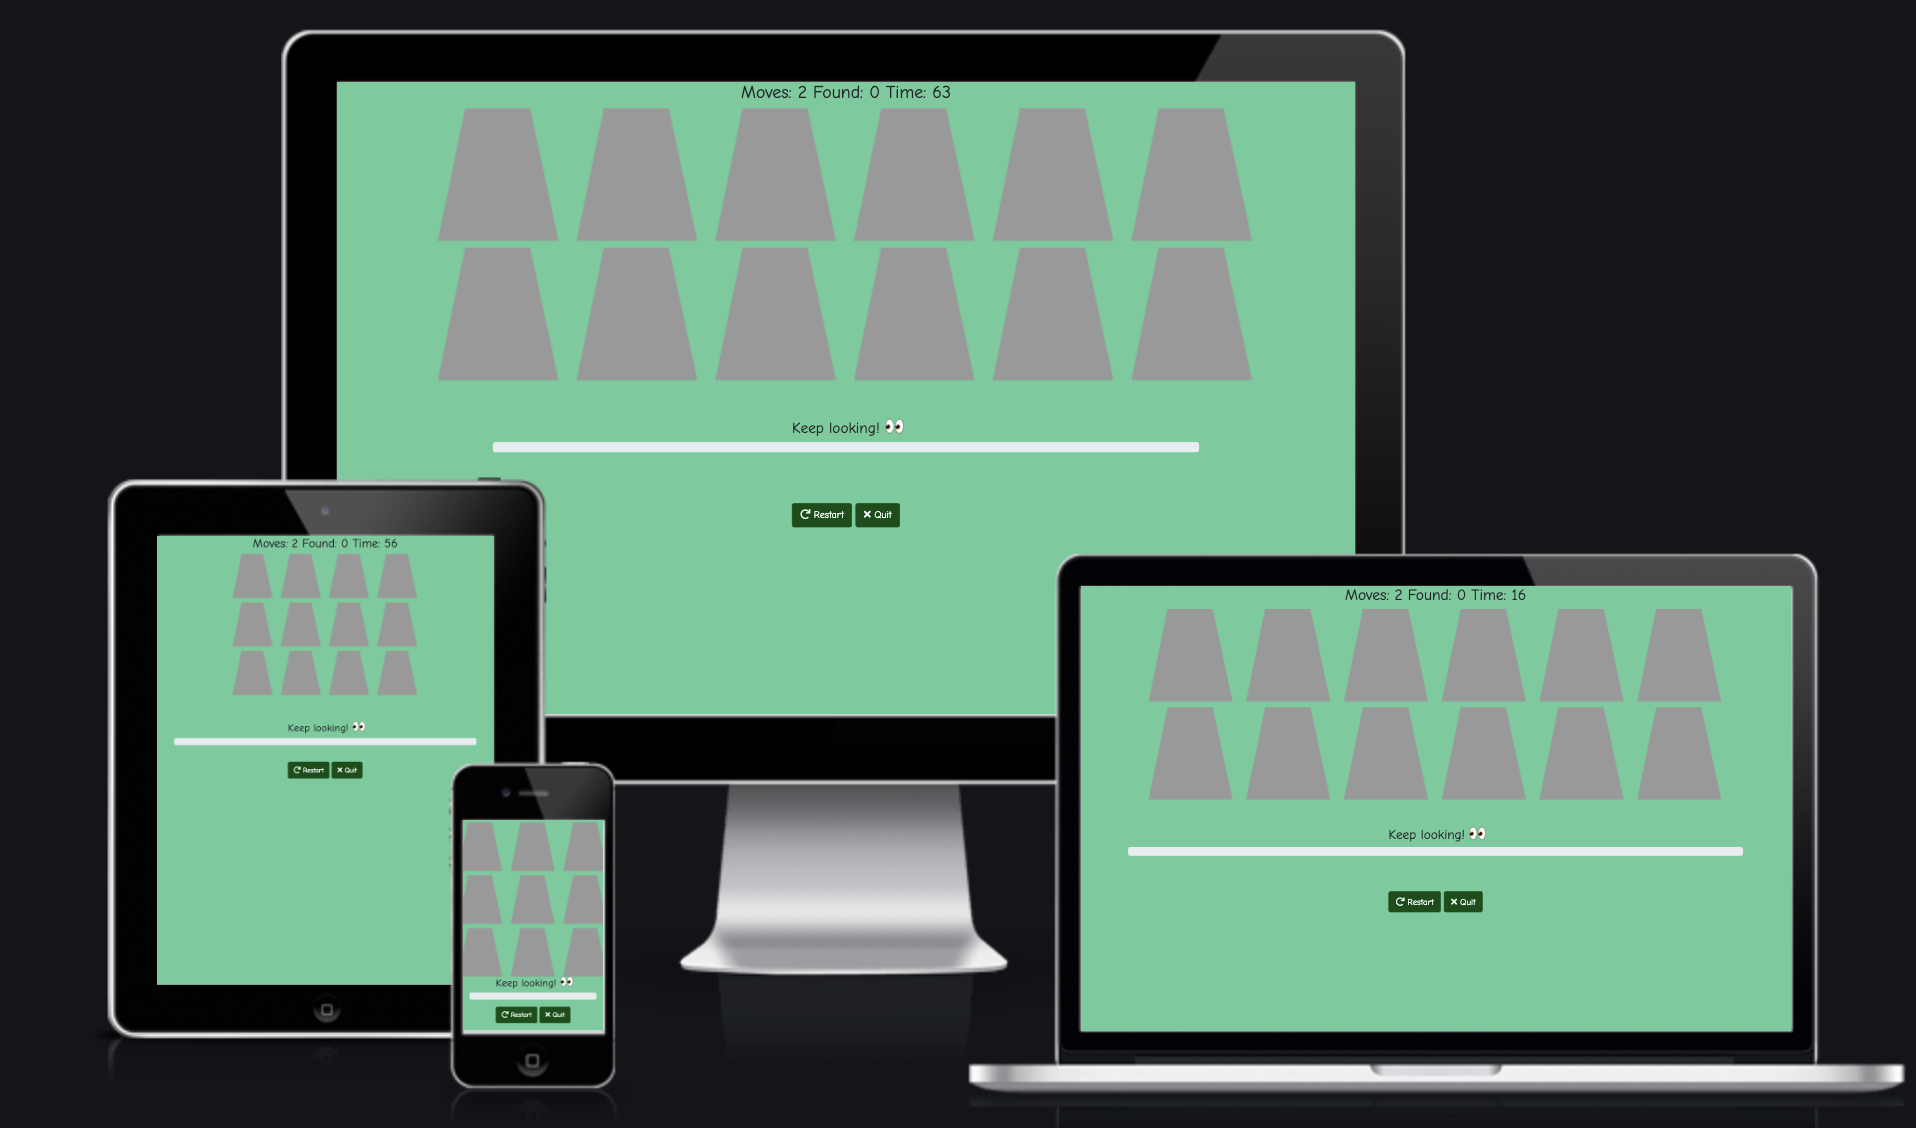 Moves: 2 Found: 0 Time: 63
Keep looking! 👀
Restart
Quit
Moves: 2 Found: 0 Time: 56
Keep looking! 👀
Restart
Quit
Keep looking! 👀
Restart
Quit
Moves: 2 Found: 0 Time: 16
Keep looking! 👀
Restart
Quit